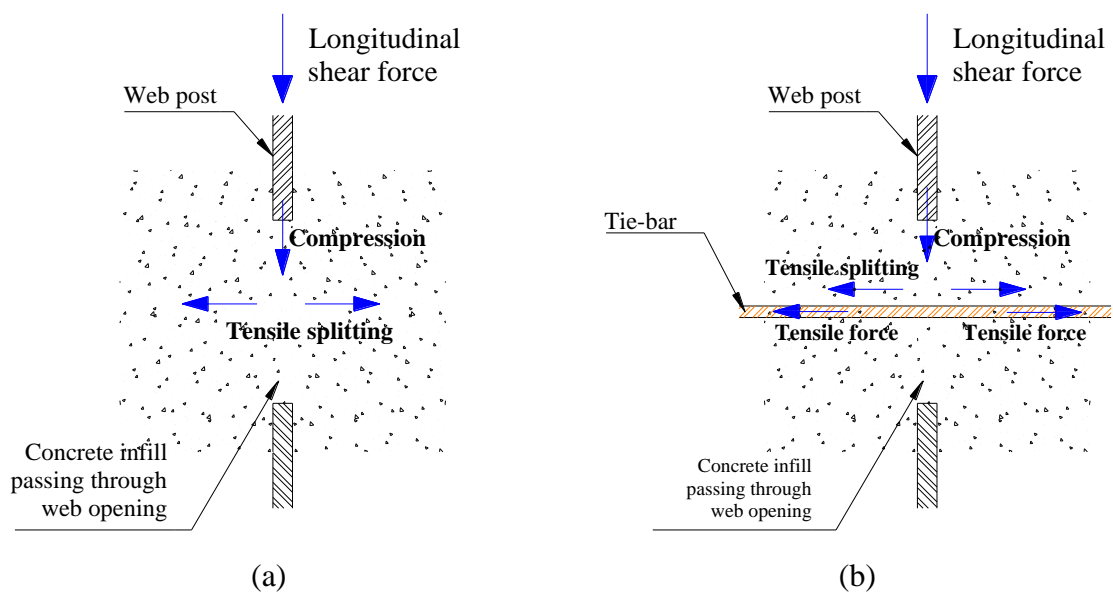 Longitudinal
shear force
Web post
Compression
Tensile splitting
Concrete infill
passing through
web opening
(a)
Longitudinal
shear force
Web post
Tie-bar
Compression
Tensile splitting
Tensile force
Tensile force
Concrete infill
passing through
web opening
(b)